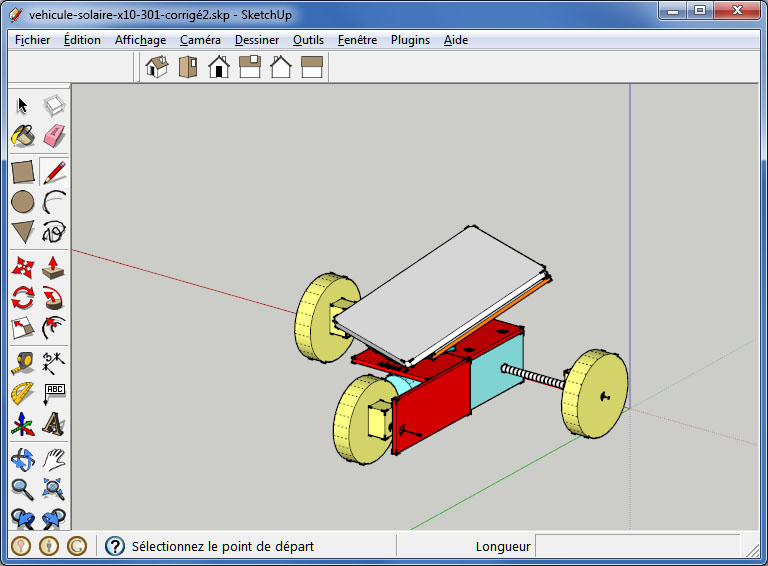 vehicule-solaire-x10-301-corrigé2.skp - SketchUp
Fichier Édition Affichage Caméra Dessiner Outils Fenêtre Plugins Aide
ABC
Sélectionnez le point de départ Longueur